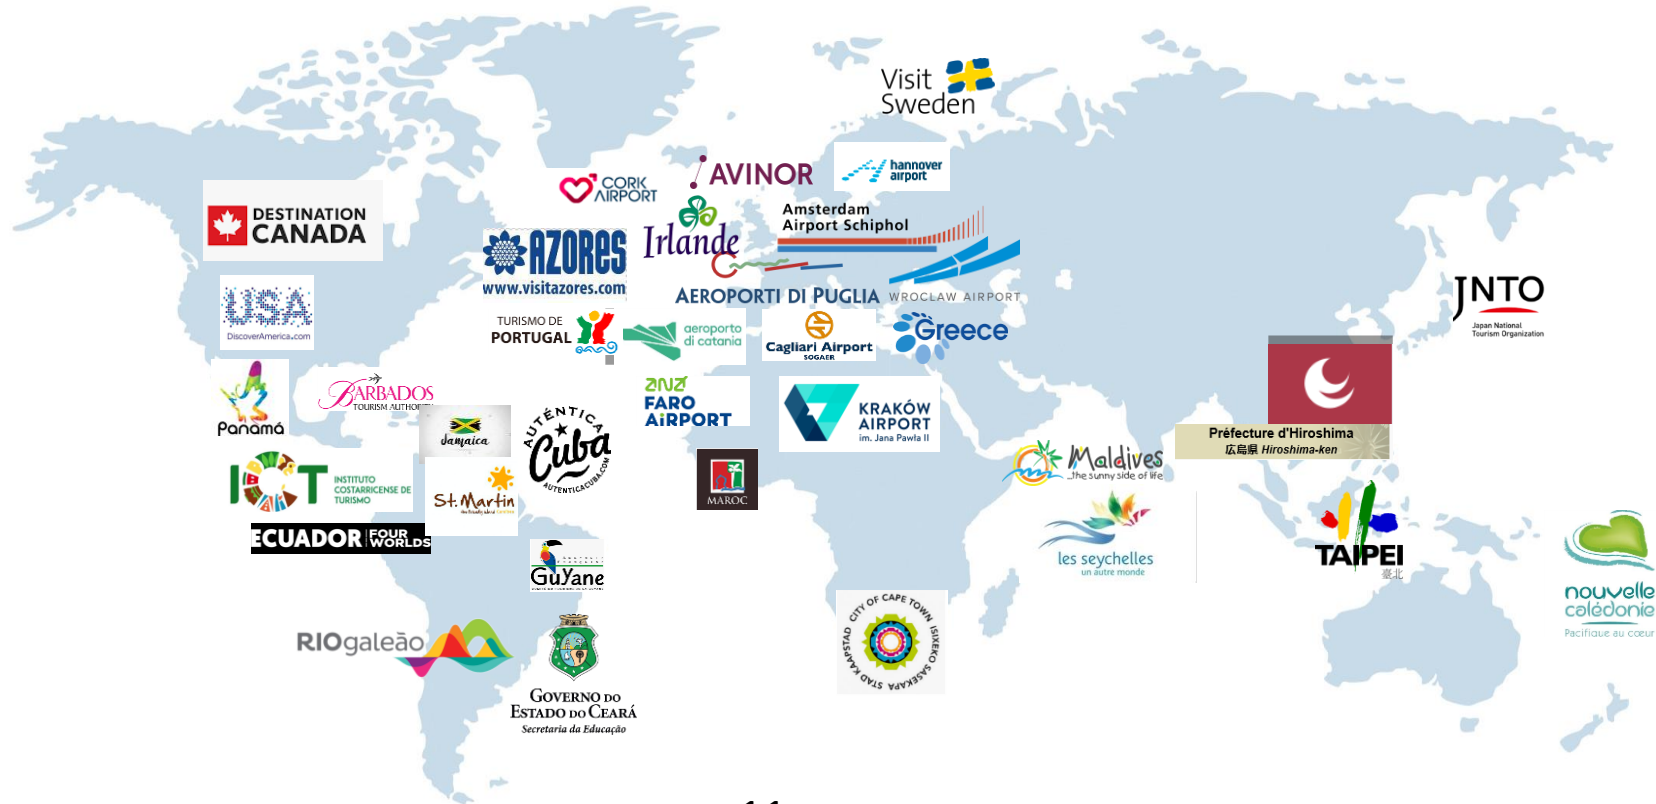 Visit
Sweden
hannover
airport
AVINOR
CORK
AIRPORT
Amsterdam
Airport Schiphol
DESTINATION
CANADA
Irlande
AZORES
www.visitazores.com
AEROPORTI DI PUGLIA
WROCLAW AIRPORT
USA
DiscoverAmerica.com
JNTO
Japan National
Tourism Organization
TURISMO DE
PORTUGAL
aeroporto
di catania
Cagliari Airport
SOGAER
Greece
Panamá
BARBADOS
TOURISM AUTHORITY
ana
FARO
AiRPORT
KRAKÓW
AIRPORT
im. Jana Pawła II
Jamaica
AUTÉNTICA
Cuba
AUTENTICACUBA.COM
Préfecture d'Hiroshima
広島県 Hiroshima-ken
Maldives
...the sunny side of life
ICT
INSTITUTO
COSTARRICENSE DE
TURISMO
MAROC
St. Martin
ECUADOR
FOUR
WORLDS
TAIPEI
臺北
les seychelles
un autre monde
GuYane
nouvelle
calédonie
Pacifique au cœur
CITY OF CAPE TOWN ISIXEKO SASEKAPA STAD KAAPSTAD
RIOgaleão
GOVERNO DO
ESTADO DO CEARÁ
Secretaria da Educação